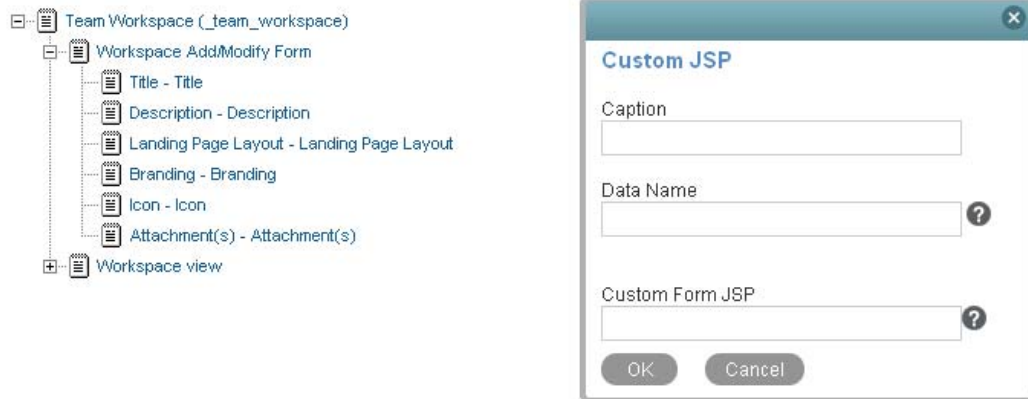 Team Workspace (_team_workspace)
Workspace Add/Modify Form
Title - Title
Description - Description
Landing Page Layout - Landing Page Layout
Branding - Branding
Icon - Icon
Attachment(s) - Attachment(s)
Workspace view
Custom JSP
Caption
Data Name
?
Custom Form JSP
?
OK Cancel